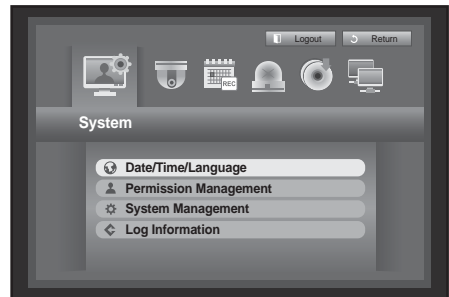 Logout Return
REC
System
Date/Time/Language
Permission Management
System Management
Log Information